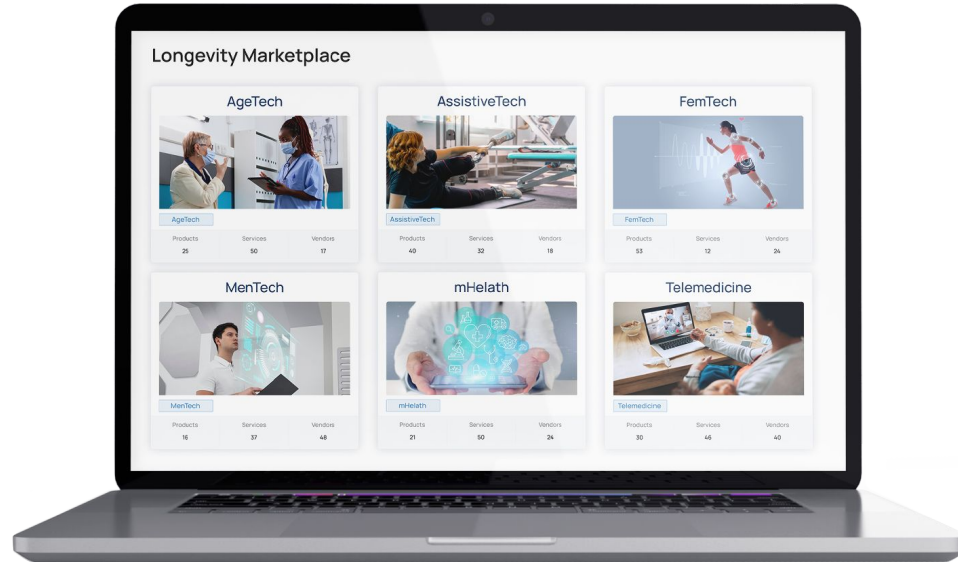 Longevity Marketplace
AgeTech
AssistiveTech
FemTech
AgeTech
AssistiveTech
FemTech
Products Services Vendors
25 50 17
Products Services Vendors
40 32 18
Products Services Vendors
53 12 24
MenTech
mHelath
Telemedicine
MenTech
mHelath
Telemedicine
Products Services Vendors
16 37 48
Products Services Vendors
21 50 24
Products Services Vendors
30 46 40